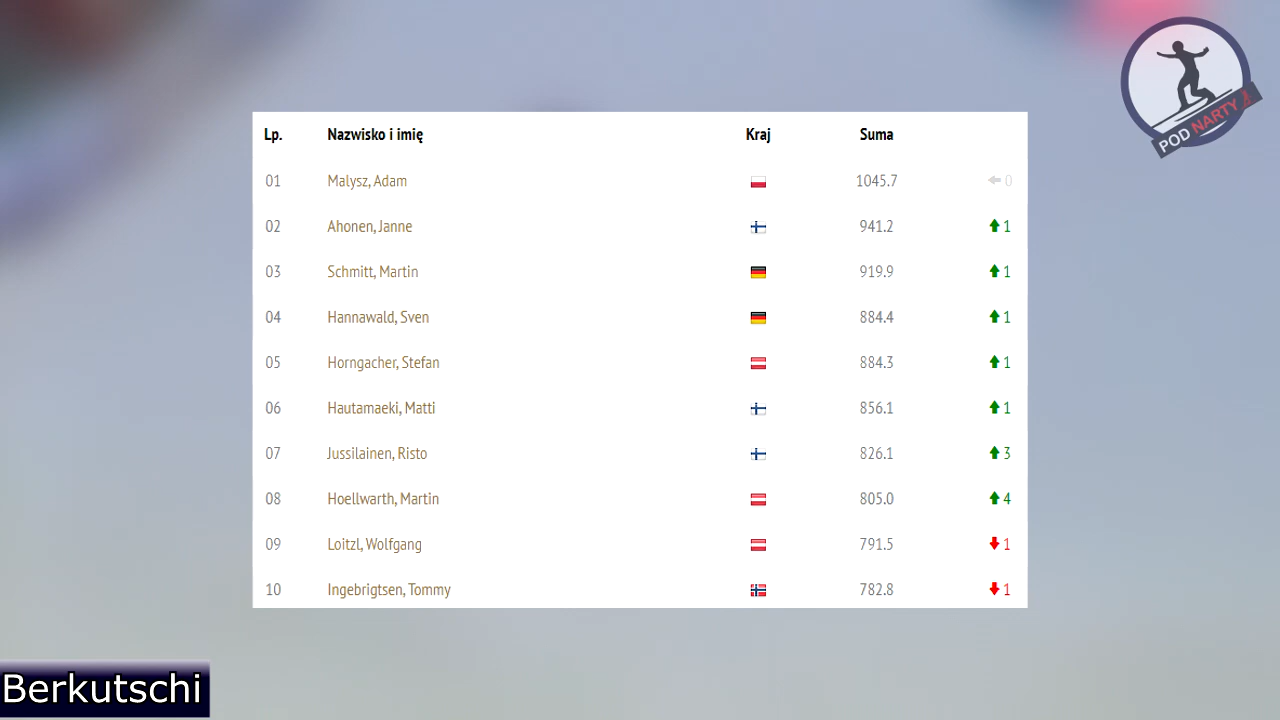 POD NARTY
Lp. Nazwisko i imię Kraj Suma
01 Malysz, Adam 1045.7 0
02 Ahonen, Janne 941.2 1
03 Schmitt, Martin 919.9 1
04 Hannawald, Sven 884.4 1
05 Horngacher, Stefan 884.3 1
06 Hautamaeki, Matti 856.1 1
07 Jussilainen, Risto 826.1 3
08 Hoellwarth, Martin 805.0 4
09 Loitzl, Wolfgang 791.5 1
10 Ingebrigtsen, Tommy 782.8 1
Berkutschi